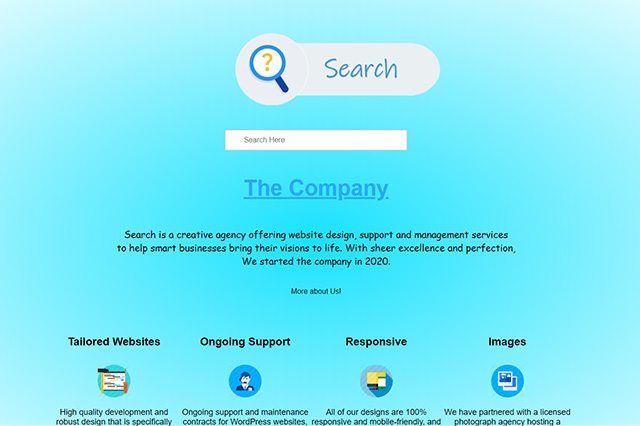 ?
Search
Search Here
The Company
Search is a creative agency offering website design, support and management services
to help smart businesses bring their visions to life. With sheer excellence and perfection,
We started the company in 2020.
More about Us!
Tailored Websites Ongoing Support Responsive Images
High quality development and Ongoing support and maintenance All of our designs are 100% We have partnered with a licensed
robust design that is specifically contracts for WordPress websites, responsive and mobile-friendly, and photograph agency hosting a